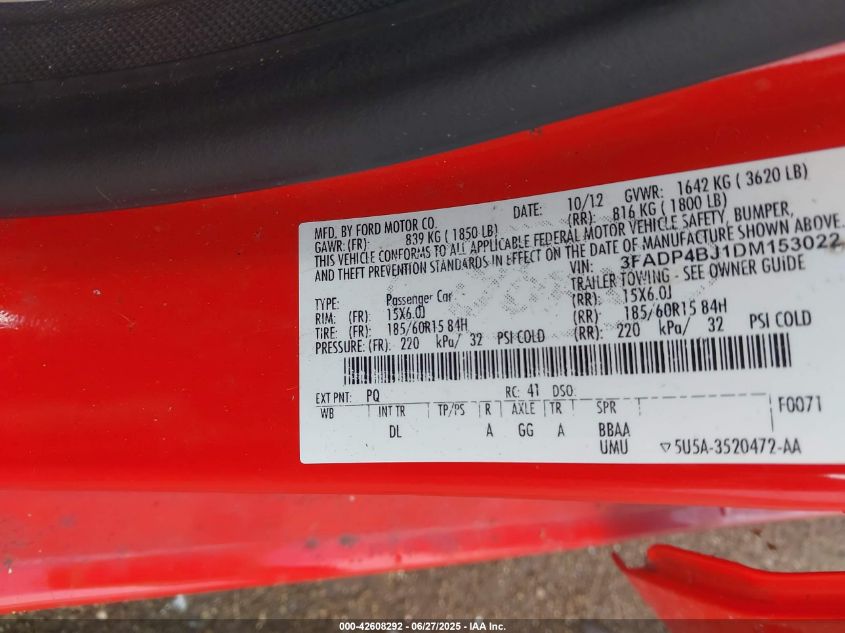 MFD. BY FORD MOTOR CO.
DATE: 10/12 GVWR: 1642 KG ( 3620 LB)
GAWR: (FR) 839 KG ( 1850 LB) (RR): 816 KG ( 1800 LB)
THIS VEHICLE CONFORMS TO ALL APPLICABLE FEDERAL MOTOR VEHICLE SAFETY, BUMPER,
AND THEFT PREVENTION STANDARDS IN EFFECT ON THE DATE OF MANUFACTURE SHOWN ABOVE.
VIN: 3FADP4BJ1DM153022
TYPE: Passenger Car TRAILER TOWING - SEE OWNER GUIDE
RIM: (FR): 15X6.0J (RR): 15X6.0J
TIRE: (FR): 185/60R15 84H (RR): 185/60R15 84H
PRESSURE: (FR): 220 kPa/ 32 PSI COLD (RR): 220 kPa/ 32 PSI COLD
EXT PNT: PQ RC: 41 DSO:
WB INT TR TP/PS R AXLE TR SPR F0071
DL A GG A BBAA
UMU ▽5U5A-3520472-AA
000-42608292 | 06/27/2025 - IAA Inc.